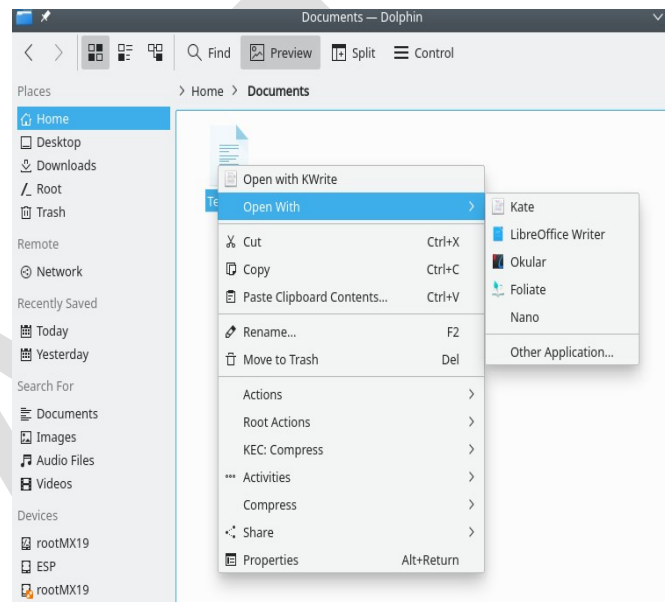 Documents — Dolphin
Find Preview Split Control
Places
Home
Desktop
Downloads
Root
Trash
Remote
Network
Recently Saved
Today
Yesterday
Search For
Documents
Images
Audio Files
Videos
Devices
rootMX19
ESP
rootMX19
> Home > Documents
Te
Open with KWrite
Open With
Cut Ctrl+X
Copy Ctrl+C
Paste Clipboard Contents... Ctrl+V
Rename... F2
Move to Trash Del
Actions
Root Actions
KEC: Compress
Activities
Compress
Share
Properties Alt+Return
Kate
LibreOffice Writer
Okular
Foliate
Nano
Other Application...